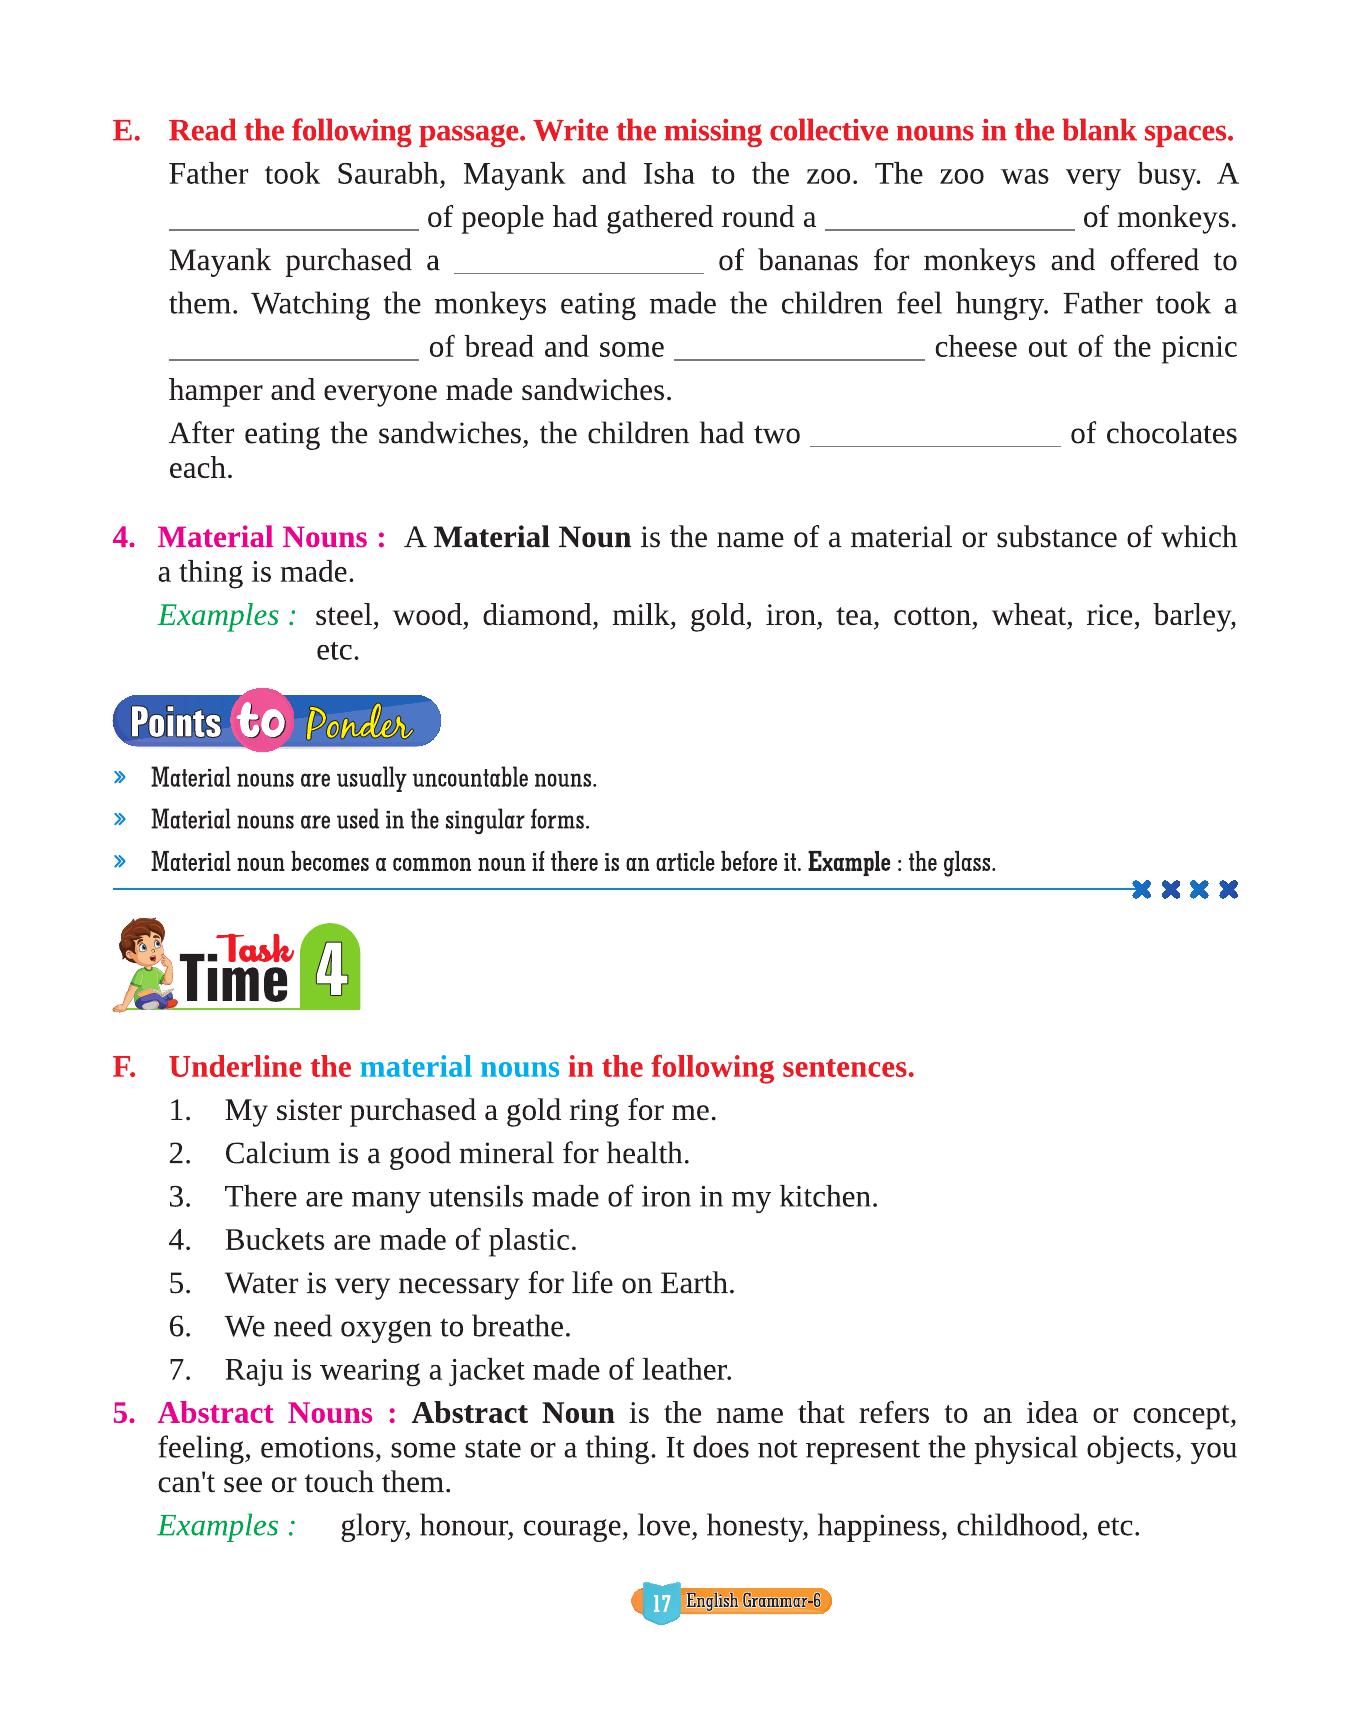 E. Read the following passage. Write the missing collective nouns in the blank spaces.
Father took Saurabh, Mayank and Isha to the zoo. The zoo was very busy. A
________________ of people had gathered round a ________________ of monkeys.
Mayank purchased a ________________ of bananas for monkeys and offered to
them. Watching the monkeys eating made the children feel hungry. Father took a
________________ of bread and some ________________ cheese out of the picnic
hamper and everyone made sandwiches.
After eating the sandwiches, the children had two ________________ of chocolates
each.
4. Material Nouns : A Material Noun is the name of a material or substance of which
a thing is made.
Examples : steel, wood, diamond, milk, gold, iron, tea, cotton, wheat, rice, barley,
etc.
Points to Ponder
» Material nouns are usually uncountable nouns.
» Material nouns are used in the singular forms.
» Material noun becomes a common noun if there is an article before it. Example : the glass.
Task
Time 4
F. Underline the material nouns in the following sentences.
1. My sister purchased a gold ring for me.
2. Calcium is a good mineral for health.
3. There are many utensils made of iron in my kitchen.
4. Buckets are made of plastic.
5. Water is very necessary for life on Earth.
6. We need oxygen to breathe.
7. Raju is wearing a jacket made of leather.
5. Abstract Nouns : Abstract Noun is the name that refers to an idea or concept,
feeling, emotions, some state or a thing. It does not represent the physical objects, you
can't see or touch them.
Examples : glory, honour, courage, love, honesty, happiness, childhood, etc.
17 English Grammar-6